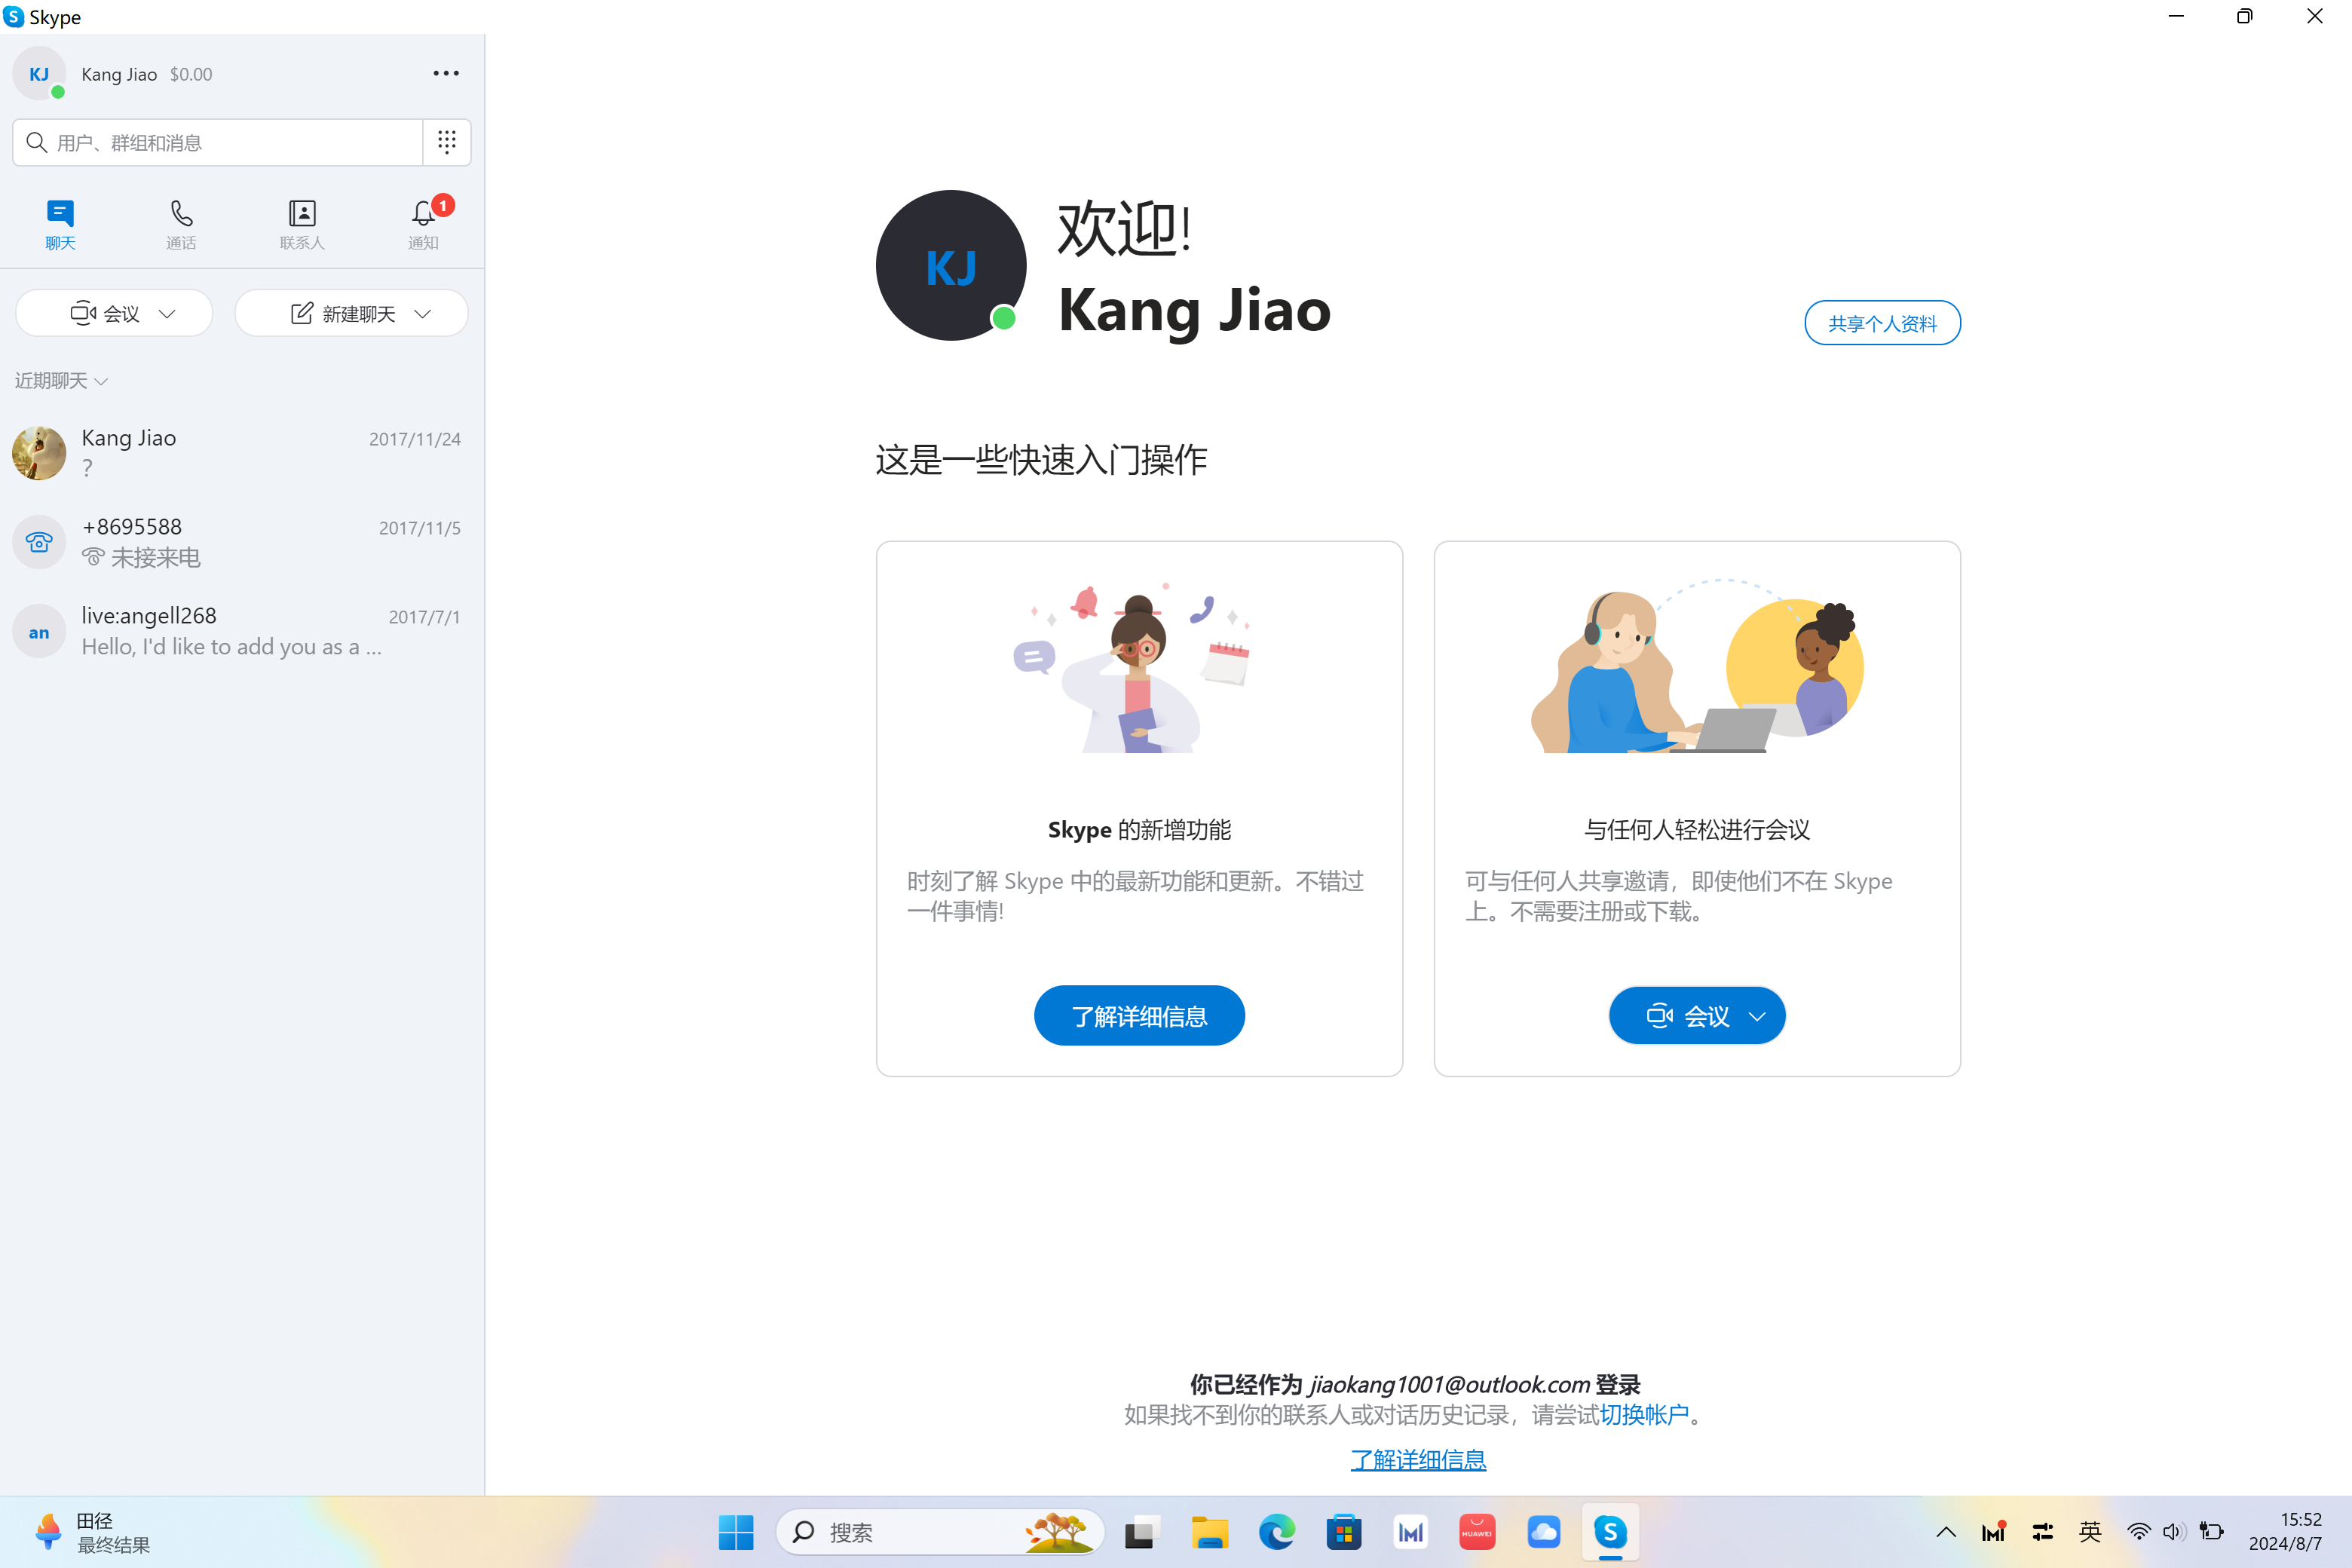 Skype
KJ
Kang Jiao $0.00
用户、群组和消息
聊天
通话
联系人
通知
1
会议
新建聊天
近期聊天
Kang Jiao 2017/11/24
?
+8695588 2017/11/5
未接来电
an
live:angell268 2017/7/1
Hello, I'd like to add you as a ...
KJ
欢迎!
Kang Jiao
共享个人资料
这是一些快速入门操作
Skype 的新增功能
时刻了解 Skype 中的最新功能和更新。不错过
一件事情!
了解详细信息
与任何人轻松进行会议
可与任何人共享邀请，即使他们不在 Skype
上。不需要注册或下载。
会议
你已经作为 jiaokang1001@outlook.com 登录
如果找不到你的联系人或对话历史记录，请尝试切换帐户。
了解详细信息
田径
最终结果
搜索
HUAWEI
英
15:52
2024/8/7